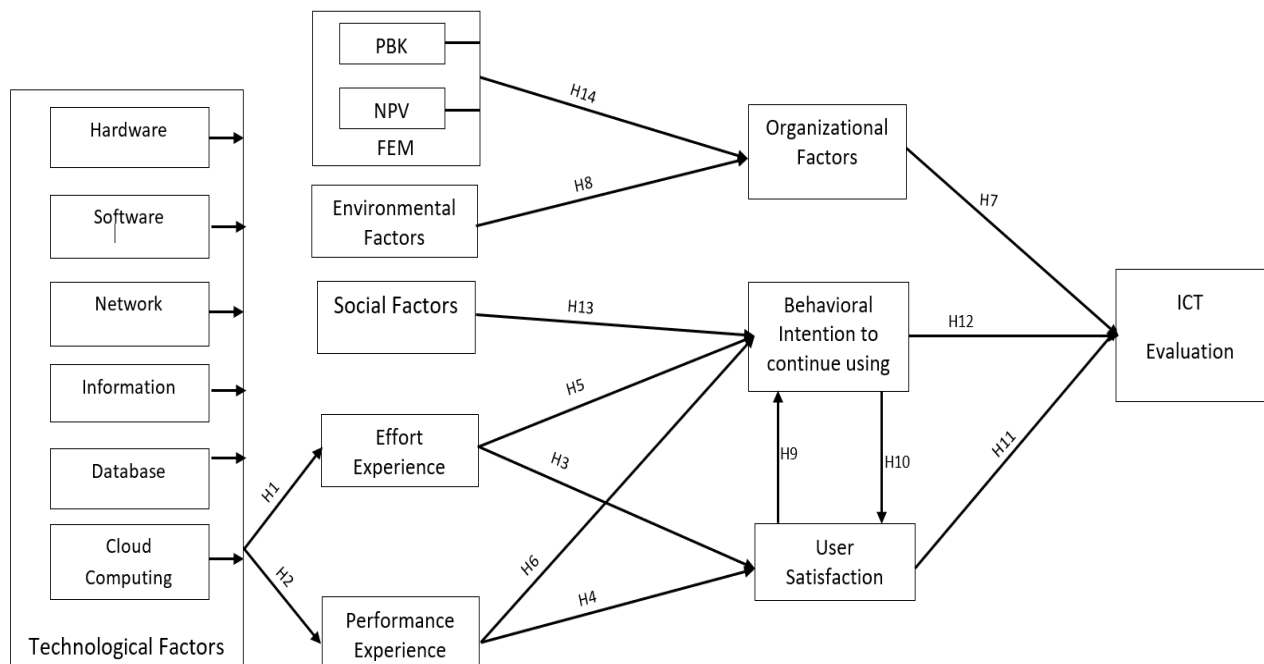 Hardware
Software
Network
Information
Database
Cloud
Computing
Technological Factors
PBK
NPV
FEM
Environmental
Factors
Social Factors
Effort
Experience
Performance
Experience
H1
H2
H14
H8
H13
H5
H3
H6
H4
Organizational
Factors
Behavioral
Intention to
continue using
H9
H10
User
Satisfaction
H7
H12
H11
ICT
Evaluation